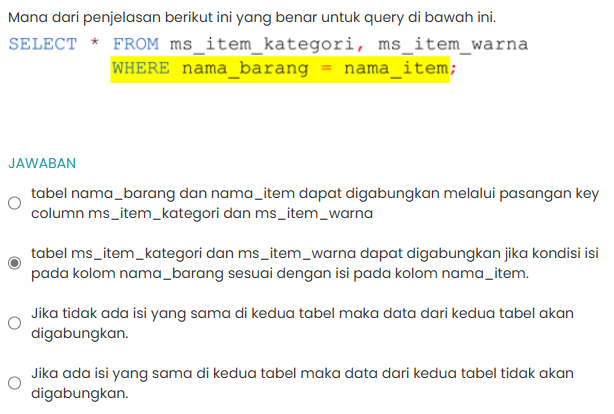 Mana dari penjelasan berikut ini yang benar untuk query di bawah ini.
SELECT * FROM ms_item_kategori, ms_item_warna
WHERE nama_barang = nama_item;
JAWABAN
tabel nama_barang dan nama_item dapat digabungkan melalui pasangan key
column ms_item_kategori dan ms_item_warna
tabel ms_item_kategori dan ms_item_warna dapat digabungkan jika kondisi isi
pada kolom nama_barang sesuai dengan isi pada kolom nama_item.
Jika tidak ada isi yang sama di kedua tabel maka data dari kedua tabel akan
digabungkan.
Jika ada isi yang sama di kedua tabel maka data dari kedua tabel tidak akan
digabungkan.